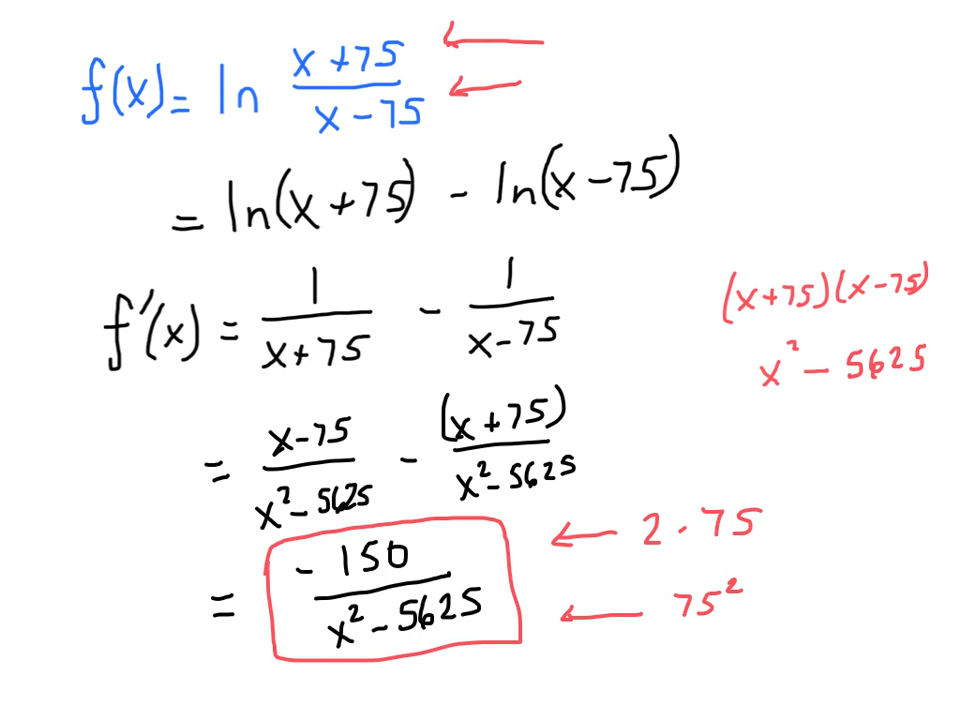 f(x) = ln (x+75)/(x-75)
= ln(x+75) - ln(x-75)
f'(x) = 1/(x+75) - 1/(x-75)
(x+75)(x-75)
x² - 5625
= (x-75)/(x²-5625) - (x+75)/(x²-5625)
= -150/(x²-5625)
← 2·75
← 75²